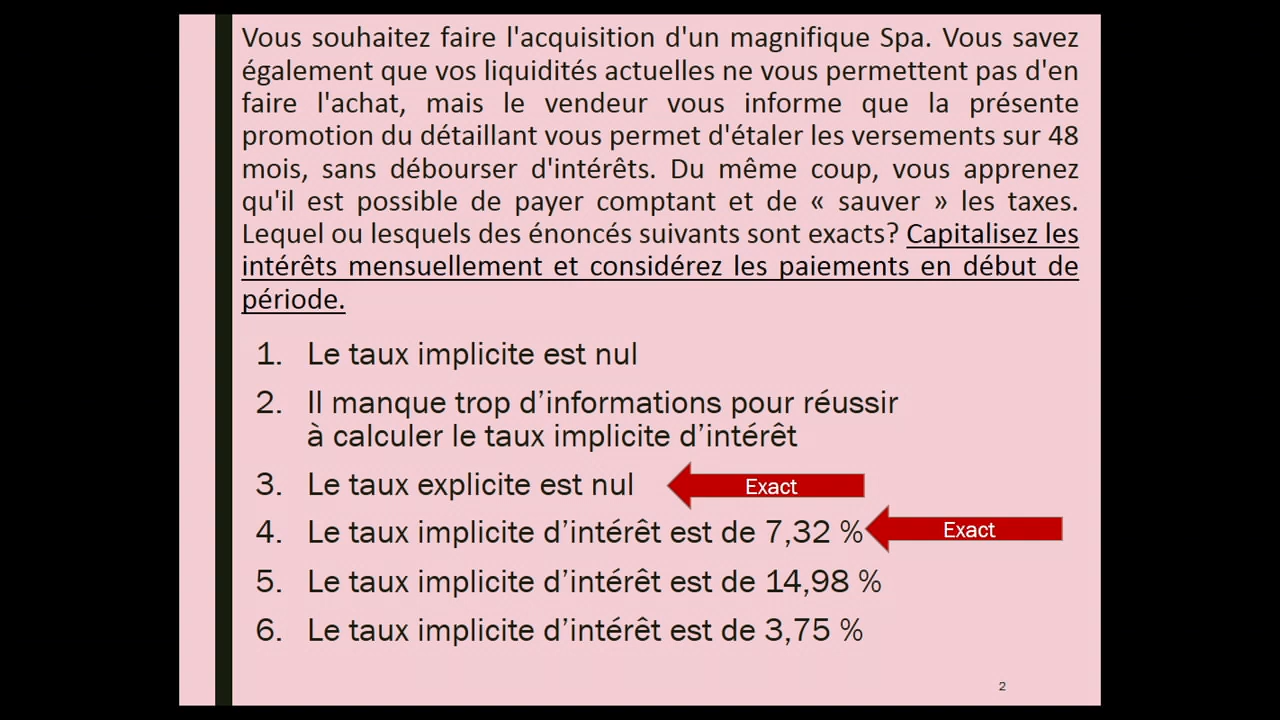 Vous souhaitez faire l'acquisition d'un magnifique Spa. Vous savez
également que vos liquidités actuelles ne vous permettent pas d'en
faire l'achat, mais le vendeur vous informe que la présente
promotion du détaillant vous permet d'étaler les versements sur 48
mois, sans débourser d'intérêts. Du même coup, vous apprenez
qu'il est possible de payer comptant et de « sauver » les taxes.
Lequel ou lesquels des énoncés suivants sont exacts? Capitalisez les
intérêts mensuellement et considérez les paiements en début de
période.
1. Le taux implicite est nul
2. Il manque trop d’informations pour réussir
à calculer le taux implicite d’intérêt
3. Le taux explicite est nul Exact
4. Le taux implicite d’intérêt est de 7,32 % Exact
5. Le taux implicite d’intérêt est de 14,98 %
6. Le taux implicite d’intérêt est de 3,75 %
2